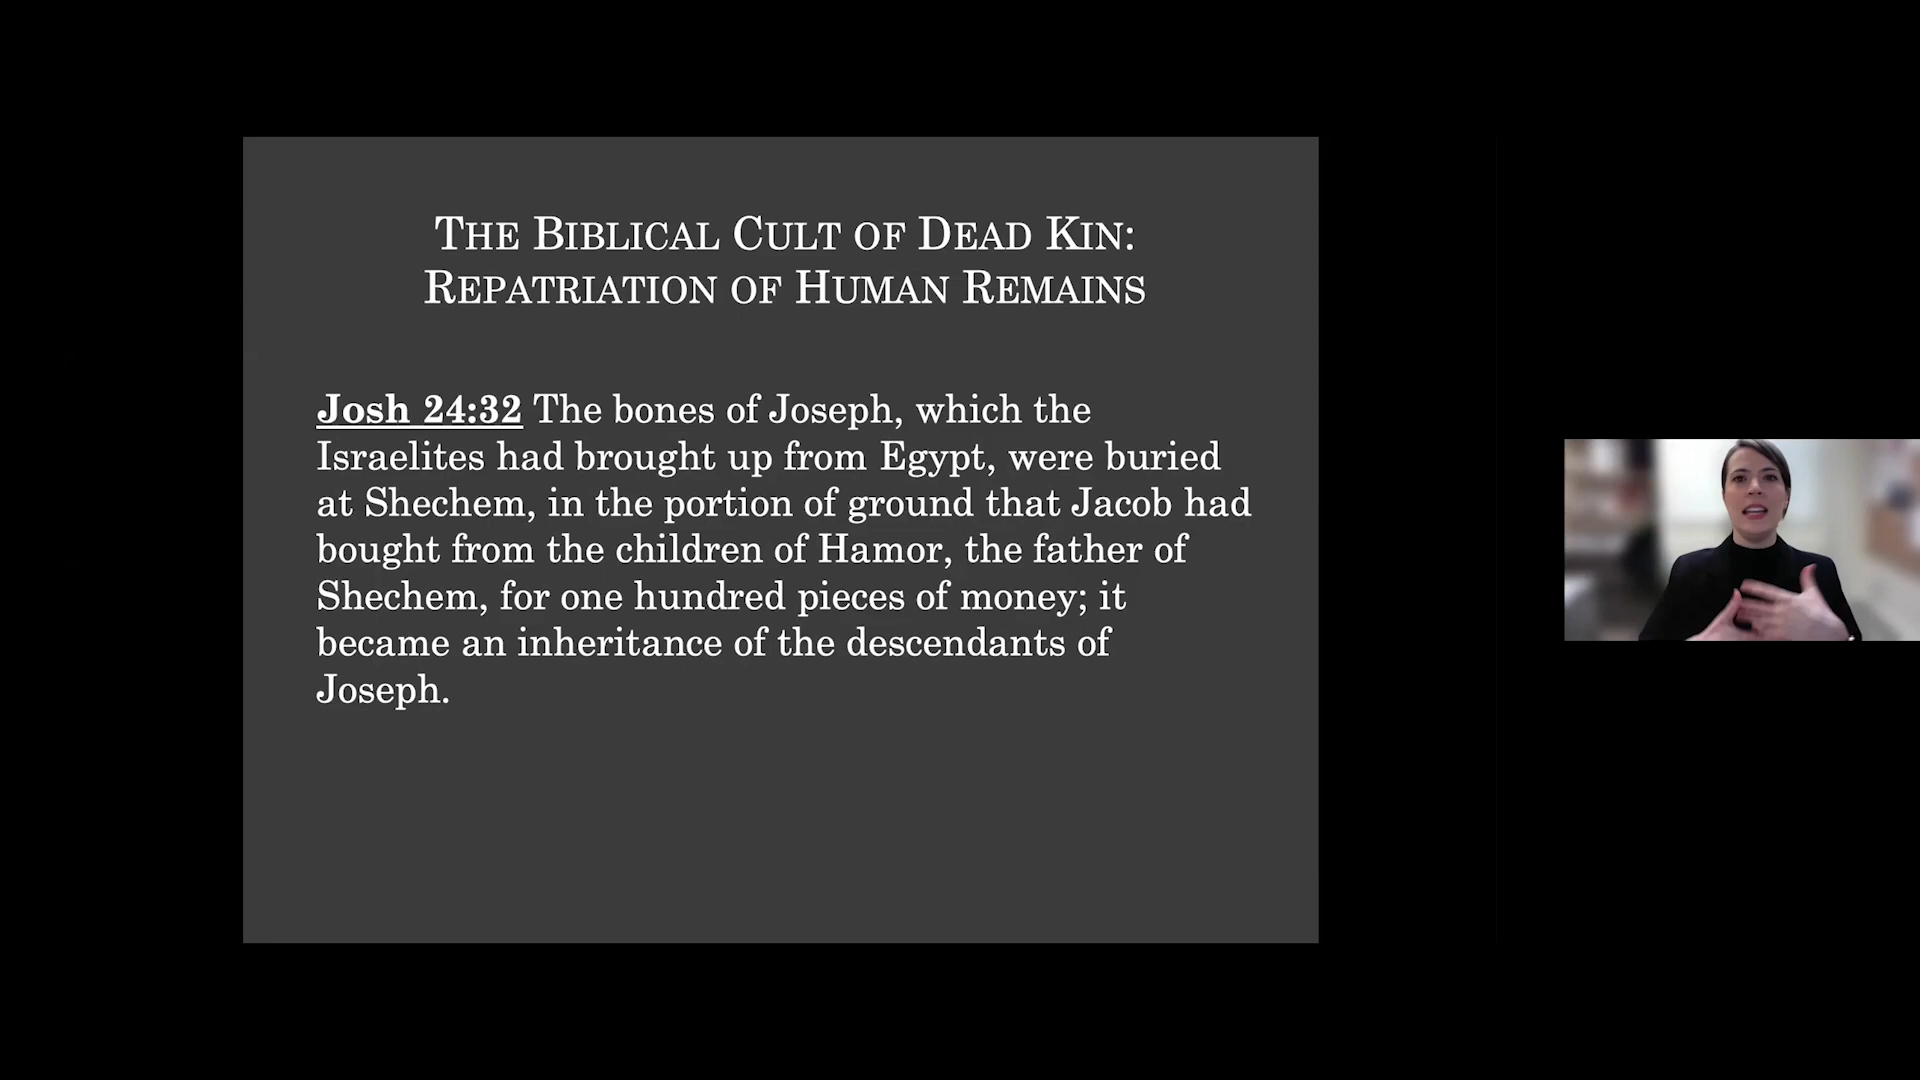 The Biblical Cult of Dead Kin:
Repatriation of Human Remains
Josh 24:32 The bones of Joseph, which the
Israelites had brought up from Egypt, were buried
at Shechem, in the portion of ground that Jacob had
bought from the children of Hamor, the father of
Shechem, for one hundred pieces of money; it
became an inheritance of the descendants of
Joseph.